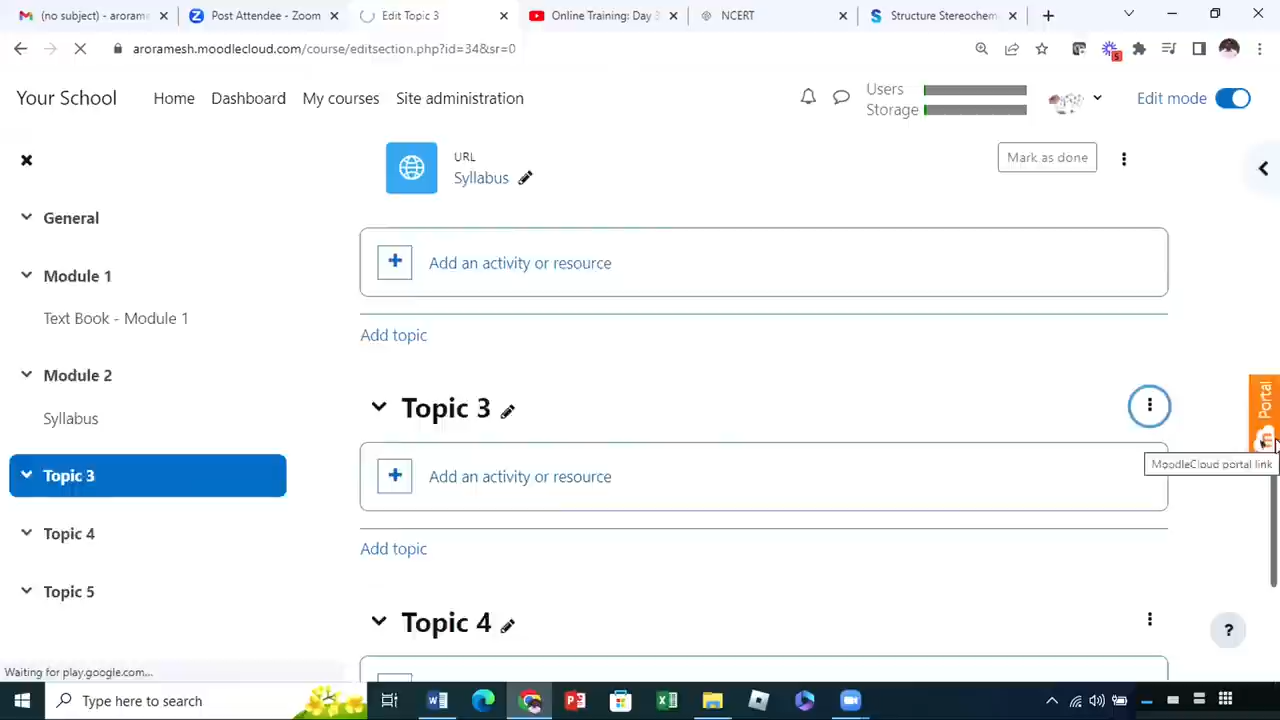 (no subject) - arorame
Post Attendee - Zoom
Edit Topic 3
Online Training: Day 3
NCERT
Structure Stereochem
aroramesh.moodlecloud.com/course/editsection.php?id=34&sr=0
5
Your School
Home
Dashboard
My courses
Site administration
Users
Storage
Edit mode
URL
Syllabus
Mark as done
General
Module 1
Text Book - Module 1
Module 2
Syllabus
Topic 3
Topic 4
Topic 5
Add an activity or resource
Add topic
Topic 3
Add an activity or resource
Add topic
Topic 4
Portal
MoodleCloud portal link
?
Waiting for play.google.com...
Type here to search